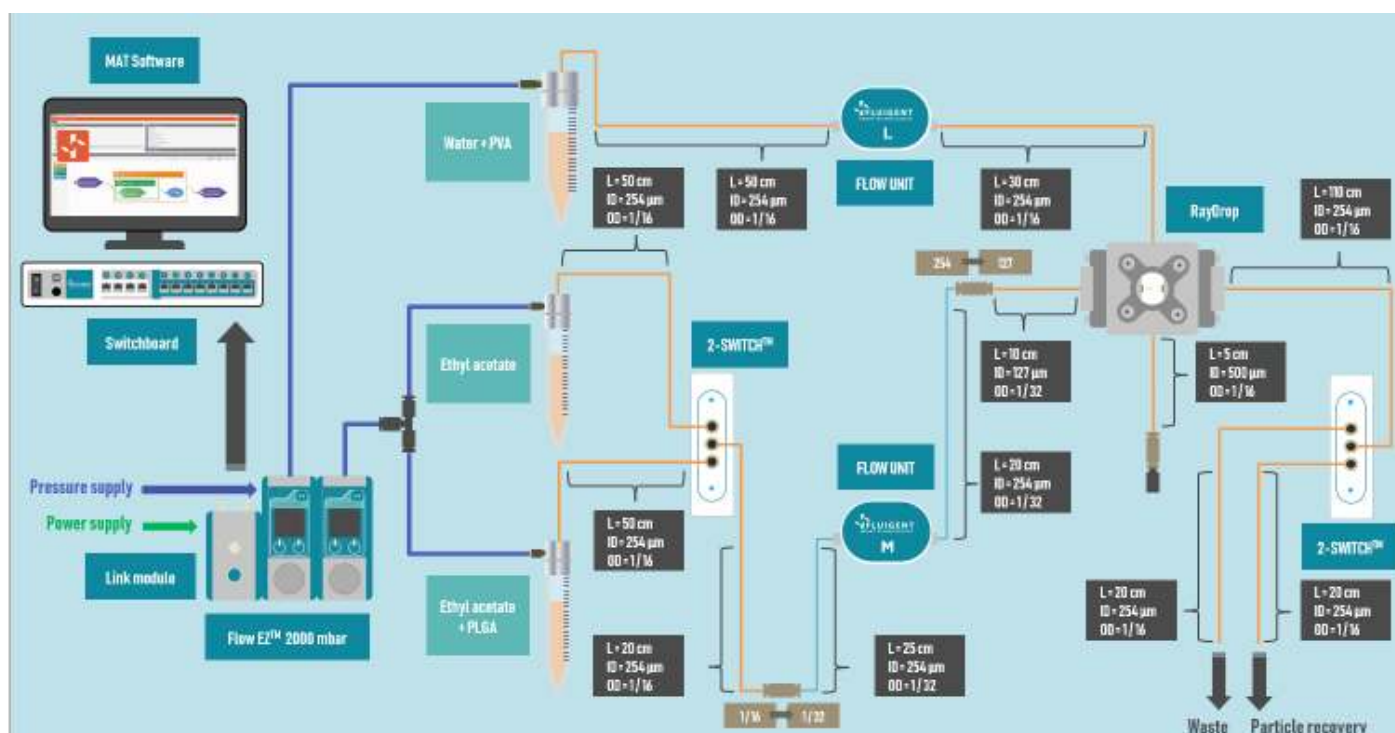 MAT Software
Switchboard
Pressure supply
Power supply
Link module
Flow EZ™ 2000 mbar
Water + PVA
Ethyl acetate
Ethyl acetate
+ PLGA
L = 50 cm
ID = 254 µm
OD = 1/16
L = 50 cm
ID = 254 µm
OD = 1/16
FLUIGENT
L
FLOW UNIT
L = 30 cm
ID = 254 µm
OD = 1/16
RayDrop
L = 110 cm
ID = 254 µm
OD = 1/16
254
127
2-SWITCH™
L = 10 cm
ID = 127 µm
OD = 1/32
L = 5 cm
ID = 500 µm
OD = 1/16
FLOW UNIT
FLUIGENT
M
L = 20 cm
ID = 254 µm
OD = 1/32
L = 50 cm
ID = 254 µm
OD = 1/16
2-SWITCH™
L = 20 cm
ID = 254 µm
OD = 1/16
L = 25 cm
ID = 254 µm
OD = 1/32
L = 20 cm
ID = 254 µm
OD = 1/16
L = 20 cm
ID = 254 µm
OD = 1/16
1/16
1/32
Waste
Particle recovery